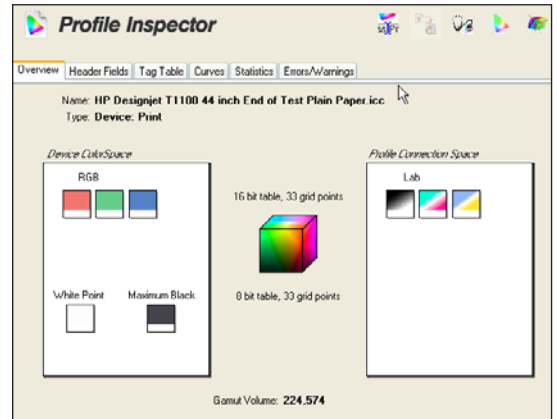 Profile Inspector
Overview Header Fields Tag Table Curves Statistics Errors/Warnings
Name: HP Designjet T1100 44 inch End of Test Plain Paper.icc
Type: Device: Print
Device ColorSpace
Profile Connection Space
RGB
Lab
16 bit table, 33 grid points
White Point
Maximum Black
8 bit table, 33 grid points
Gamut Volume: 224,574